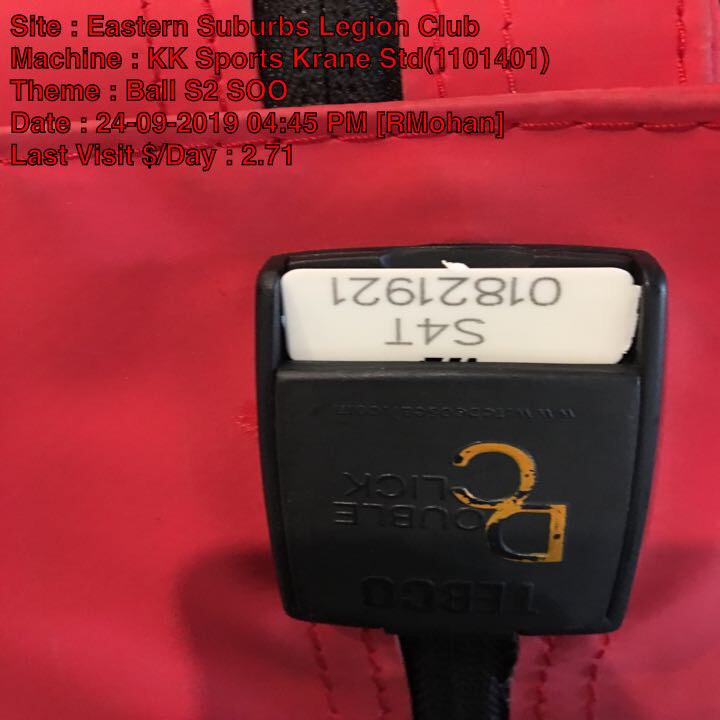 Site : Eastern Suburbs Legion Club
Machine : KK Sports Krane Std(1101401)
Theme : Ball S2 SOO
Date : 24-09-2019 04:45 PM [RMohan]
Last Visit $/Day : 2.71
01821921
S4T
DOUBLE
CLICK